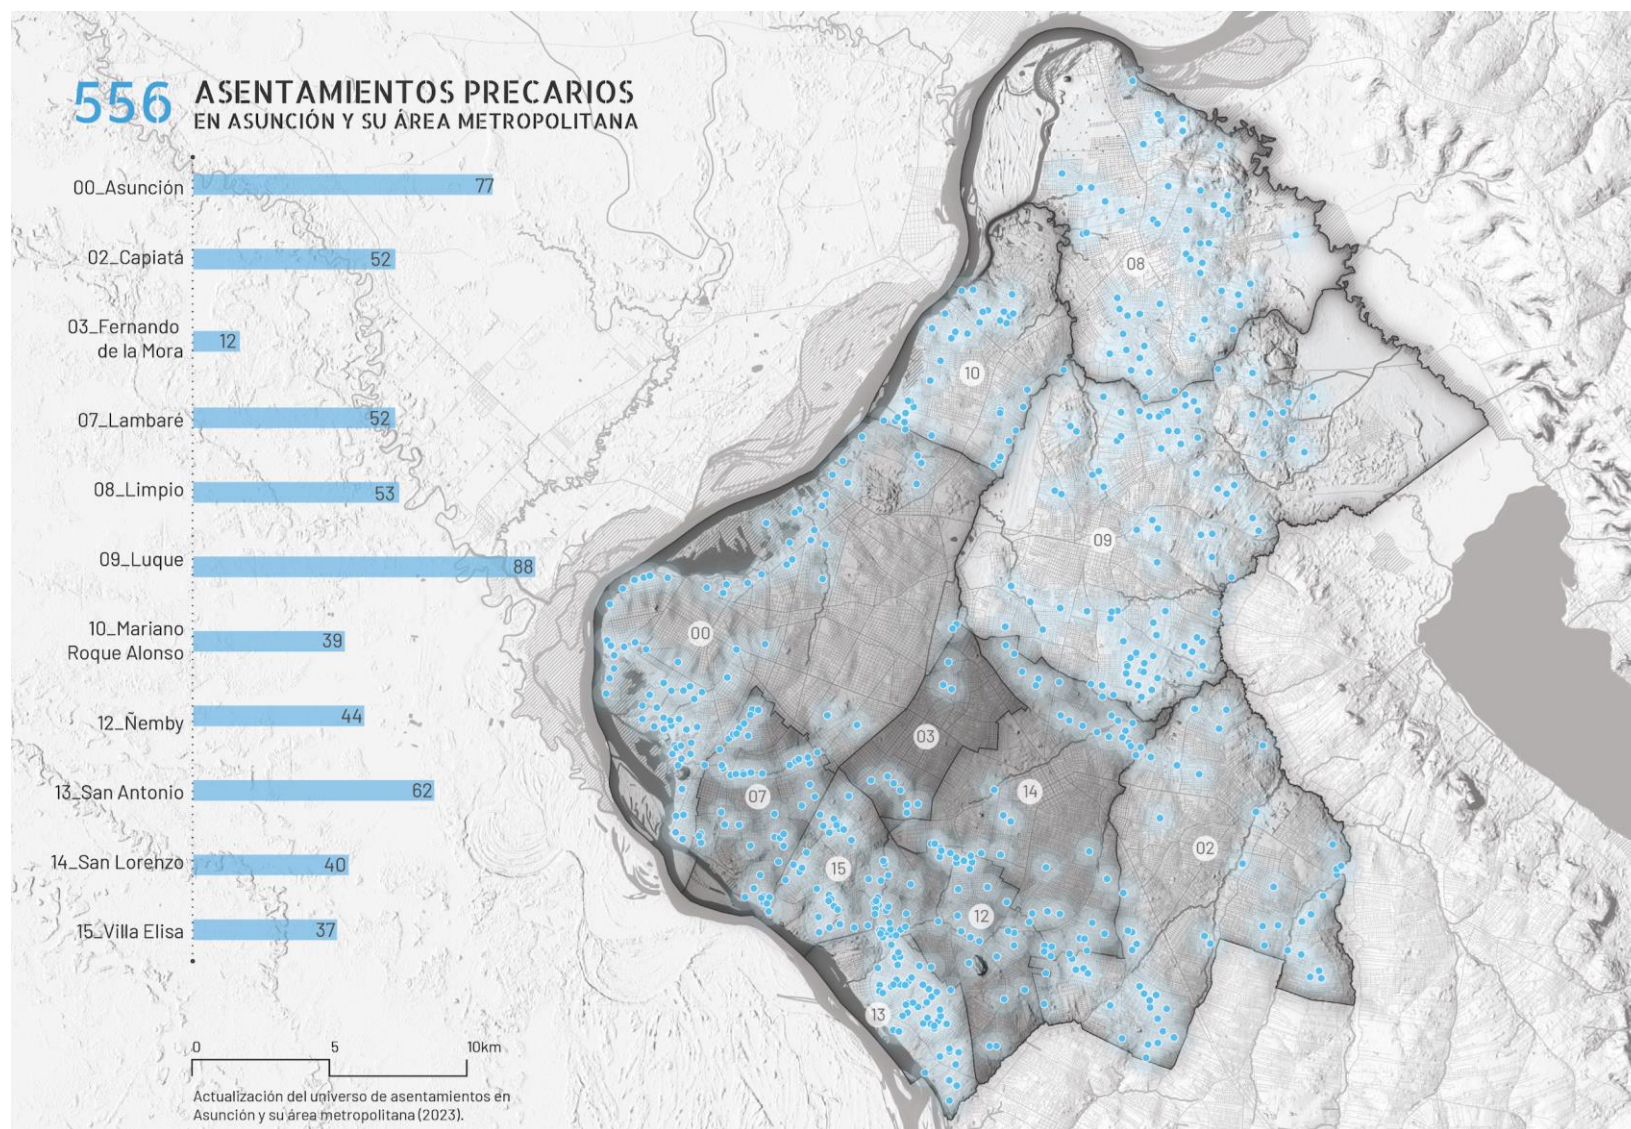 556
ASENTAMIENTOS PRECARIOS
EN ASUNCIÓN Y SU ÁREA METROPOLITANA
00_Asunción
77
02_Capiatá
52
03_Fernando
de la Mora
12
07_Lambaré
52
08_Limpio
53
09_Luque
88
10_Mariano
Roque Alonso
39
12_Ñemby
44
13_San Antonio
62
14_San Lorenzo
40
15_Villa Elisa
37
0 5 10km
Actualización del universo de asentamientos en
Asunción y su área metropolitana (2023).
08
10
09
00
03
07
14
15
02
12
13